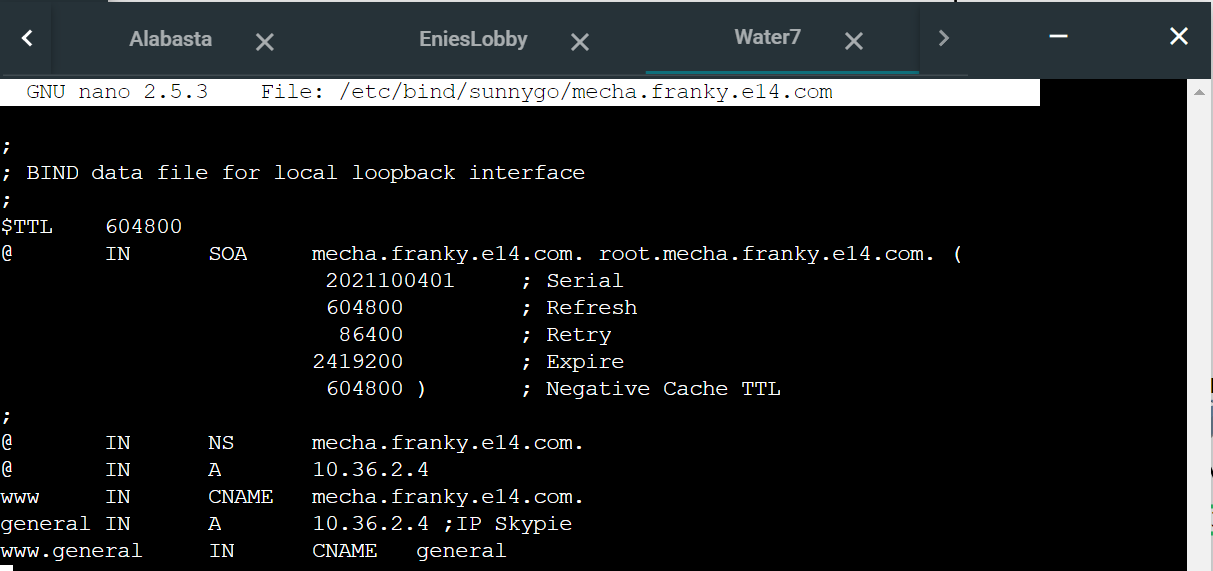 Alabasta EniesLobby Water7
GNU nano 2.5.3 File: /etc/bind/sunnygo/mecha.franky.e14.com
;
; BIND data file for local loopback interface
;
$TTL 604800
@ IN SOA mecha.franky.e14.com. root.mecha.franky.e14.com. (
2021100401 ; Serial
604800 ; Refresh
86400 ; Retry
2419200 ; Expire
604800 ) ; Negative Cache TTL
;
@ IN NS mecha.franky.e14.com.
@ IN A 10.36.2.4
www IN CNAME mecha.franky.e14.com.
general IN A 10.36.2.4 ;IP Skypie
www.general IN CNAME general